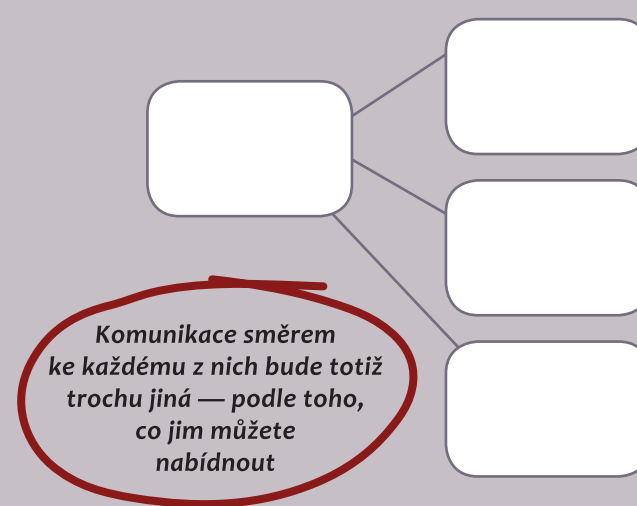 Komunikace směrem
ke každému z nich bude totiž
trochu jiná — podle toho,
co jim můžete
nabídnout